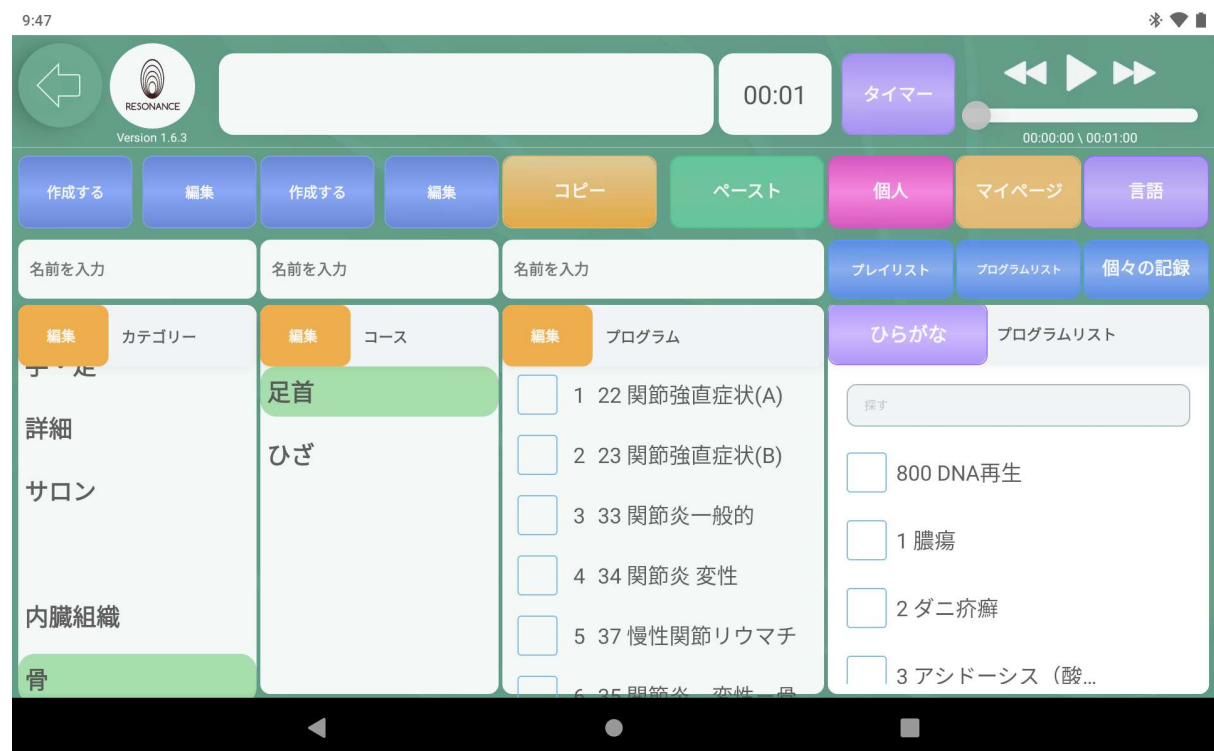 9:47
RESONANCE
Version 1.6.3
00:01
タイマー
00:00:00 \ 00:01:00
作成する
編集
作成する
編集
コピー
ペースト
個人
マイページ
言語
名前を入力
名前を入力
名前を入力
プレイリスト
プログラムリスト
個々の記録
編集
カテゴリー
編集
コース
編集
プログラム
ひらがな
プログラムリスト
詳細
サロン
内臓組織
骨
足首
ひざ
1 22 関節強直症状(A)
2 23 関節強直症状(B)
3 33 関節炎一般的
4 34 関節炎 変性
5 37 慢性関節リウマチ
6 35 関節炎
探す
800 DNA再生
1 膿瘍
2 ダニ疥癬
3 アシドーシス（酸...